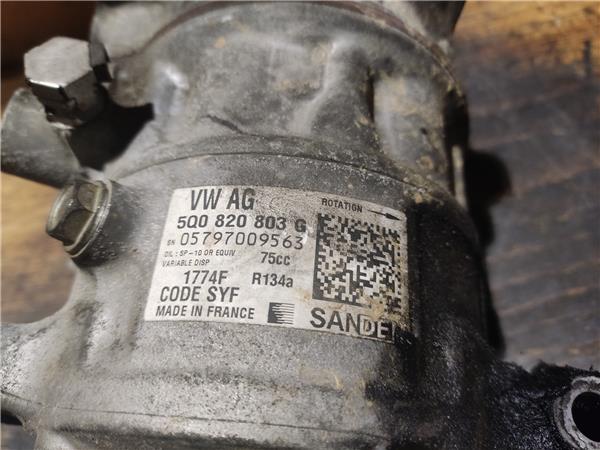 VW AG
ROTATION
5Q0 820 803 G
SN 05797009563
OIL : SP-10 OR EQUIV 75cc
VARIABLE DISP
1774F R134a
CODE SYF
MADE IN FRANCE SANDEN